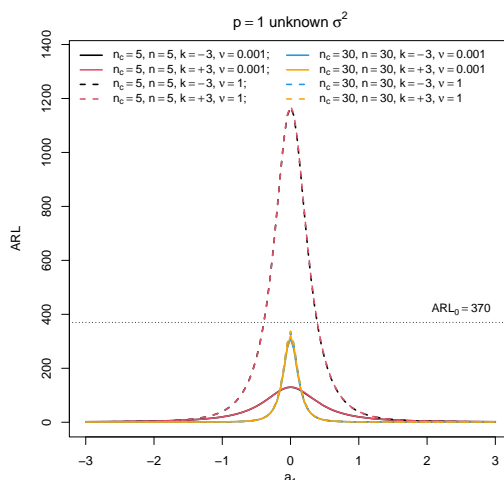 p = 1 unknown σ²
n_c = 5, n = 5, k = −3, ν = 0.001; n_c = 30, n = 30, k = −3, ν = 0.001
n_c = 5, n = 5, k = +3, ν = 0.001; n_c = 30, n = 30, k = +3, ν = 0.001
n_c = 5, n = 5, k = −3, ν = 1; n_c = 30, n = 30, k = −3, ν = 1
n_c = 5, n = 5, k = +3, ν = 1; n_c = 30, n = 30, k = +3, ν = 1
ARL
1400
1200
1000
800
600
400
200
0
ARL₀ = 370
−3 −2 −1 0 1 2 3
a₁